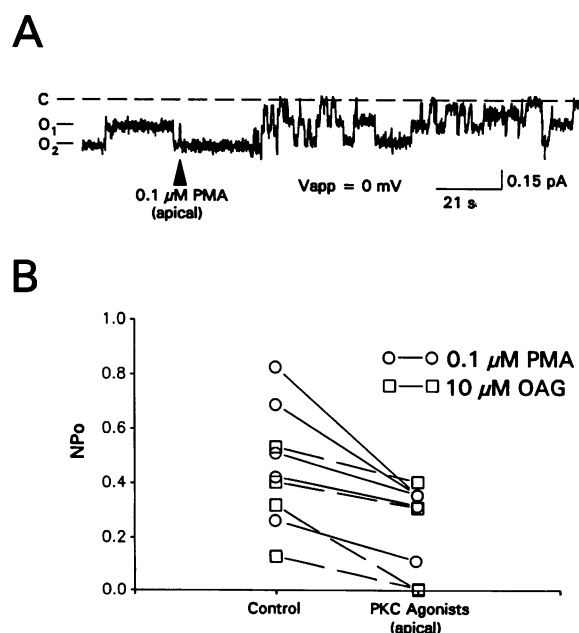 A
C
O1
O2
0.1 µM PMA
(apical)
Vapp = 0 mV
0.15 pA
21 s
B
1.0
0.8
0.6
0.4
0.2
0.0
NPo
0.1 µM PMA
10 µM OAG
Control
PKC Agonists
(apical)